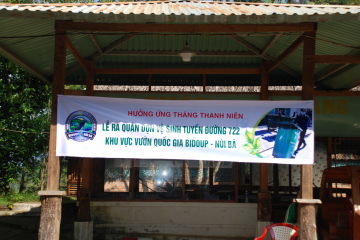 HƯỞNG ỨNG THÁNG THANH NIÊN
LỄ RA QUÂN DỌN VỆ SINH TUYẾN ĐƯỜNG 722
KHU VỰC VƯỜN QUỐC GIA BIDOUP - NÚI BÀ